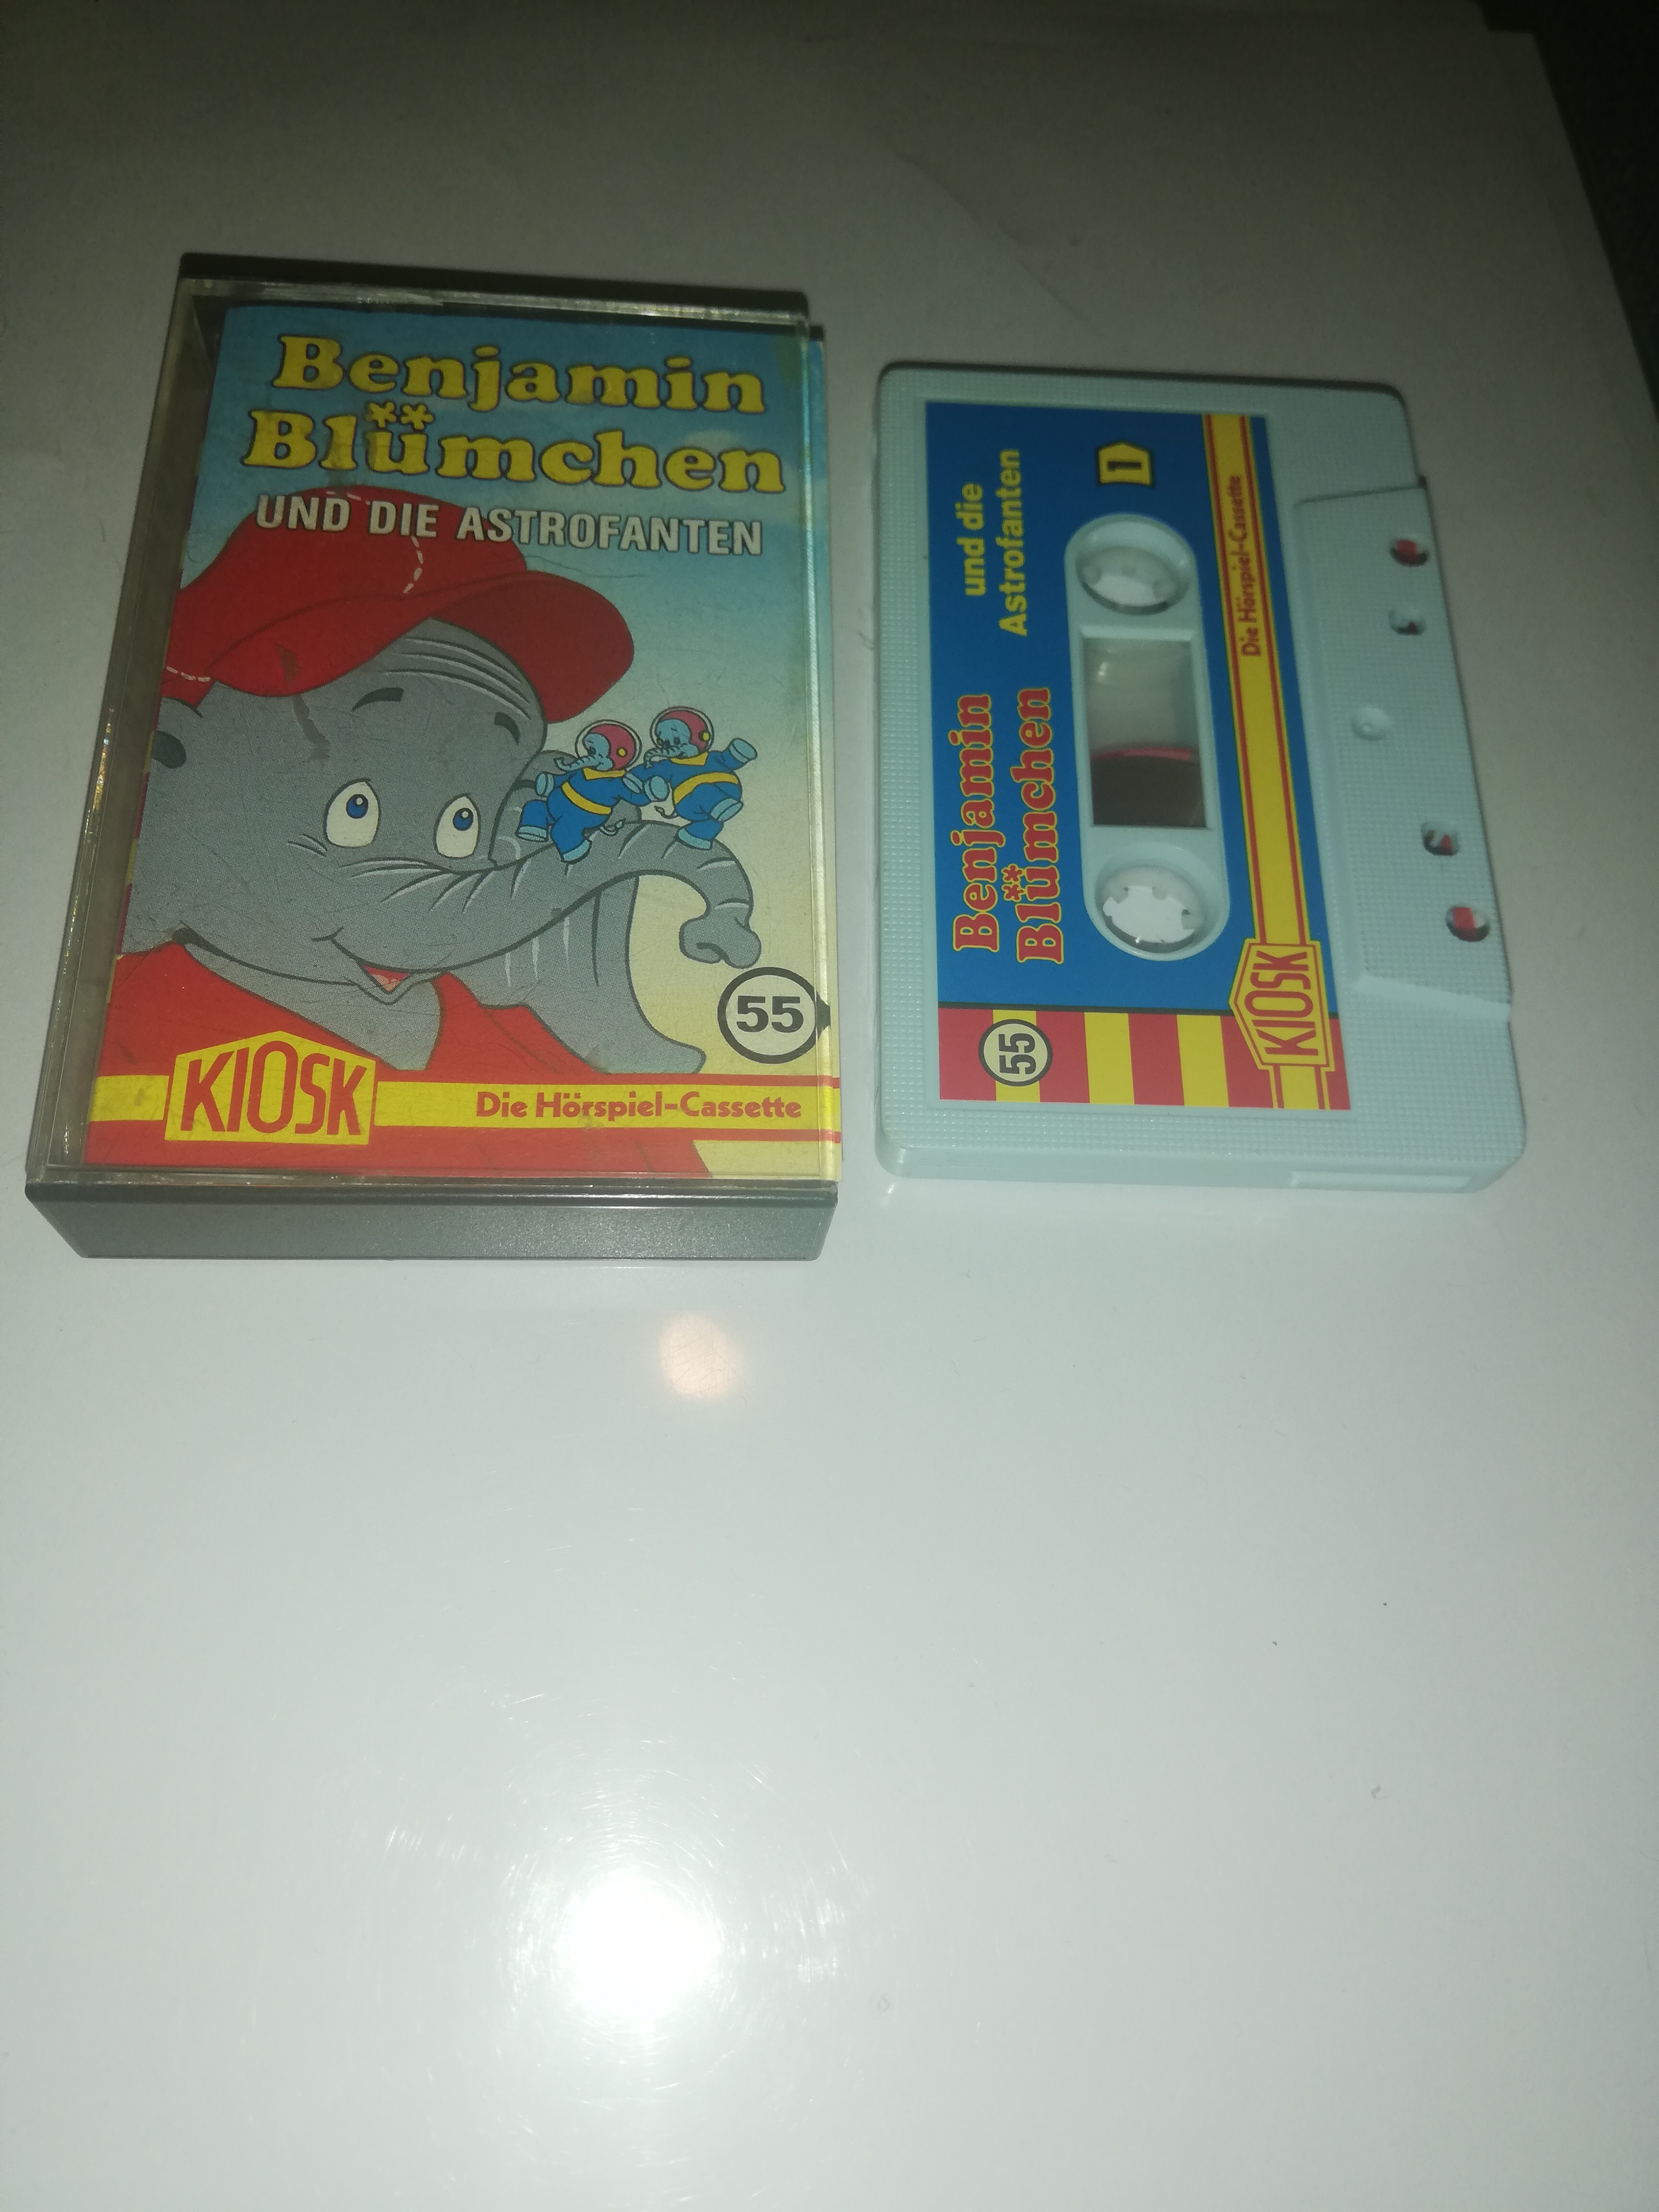 Benjamin
Blümchen
UND DIE ASTROFANTEN
55
KIOSK
Die Hörspiel-Cassette
Benjamin
Blümchen
und die
Astrofanten
1
55
KIOSK
Die Hörspiel-Cassette